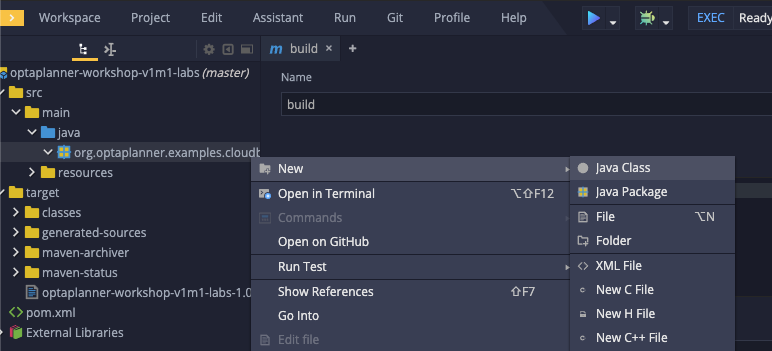 Workspace Project Edit Assistant Run Git Profile Help EXEC Ready
m build × +
optaplanner-workshop-v1m1-labs (master)
Name
src
build
main
java
org.optaplanner.examples.cloudb
resources
target
classes
generated-sources
maven-archiver
maven-status
optaplanner-workshop-v1m1-labs-1.0
pom.xml
External Libraries
New
Open in Terminal ⌥⇧F12
Commands
Open on GitHub
Run Test
Show References ⇧F7
Go Into
Edit file
Java Class
Java Package
File ⌥N
Folder
XML File
New C File
New H File
New C++ File